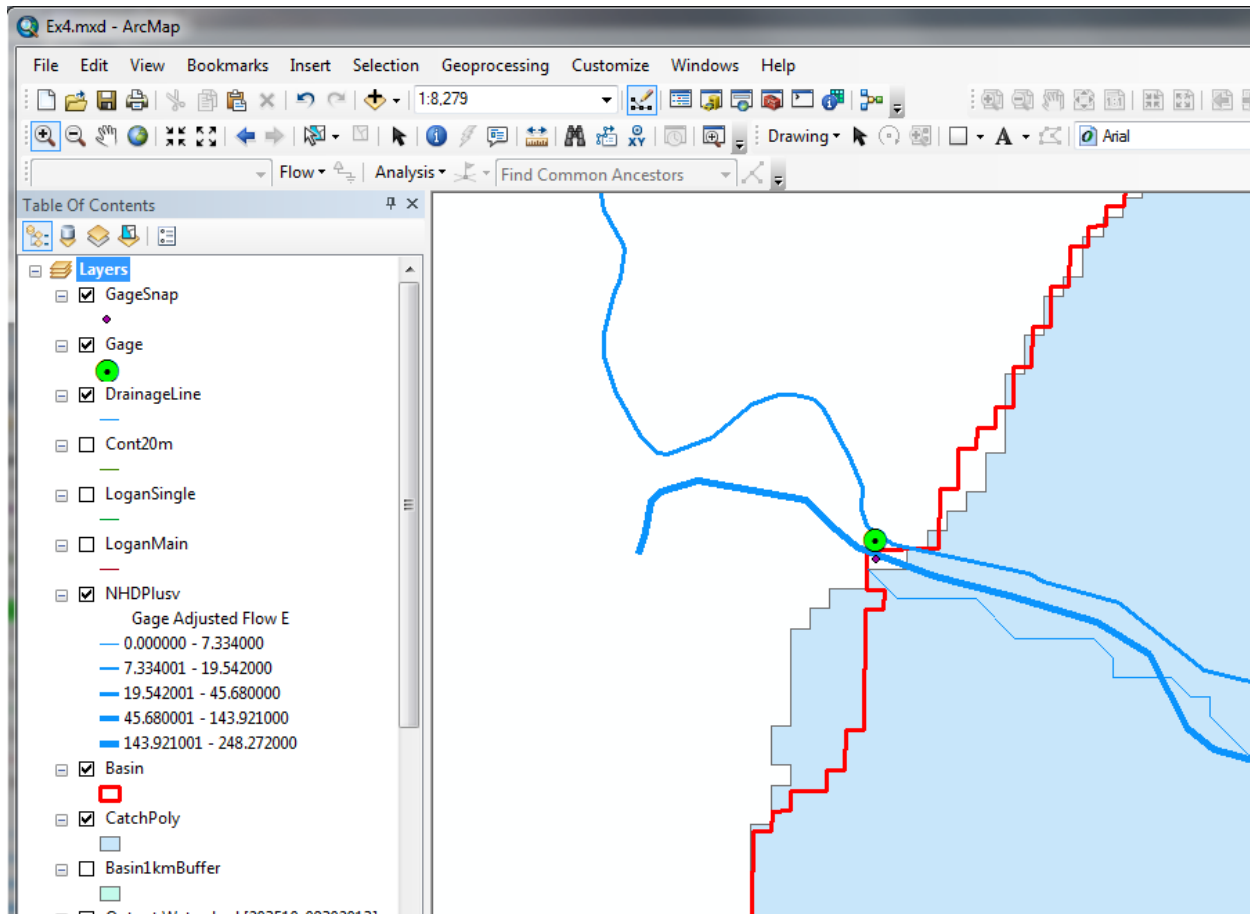 Ex4.mxd - ArcMap
File Edit View Bookmarks Insert Selection Geoprocessing Customize Windows Help
1:8,279
Drawing A Arial
Flow Analysis Find Common Ancestors
Table Of Contents
Layers
GageSnap
Gage
DrainageLine
Cont20m
LoganSingle
LoganMain
NHDPlusv
Gage Adjusted Flow E
0.000000 - 7.334000
7.334001 - 19.542000
19.542001 - 45.680000
45.680001 - 143.921000
143.921001 - 248.272000
Basin
CatchPoly
Basin1kmBuffer